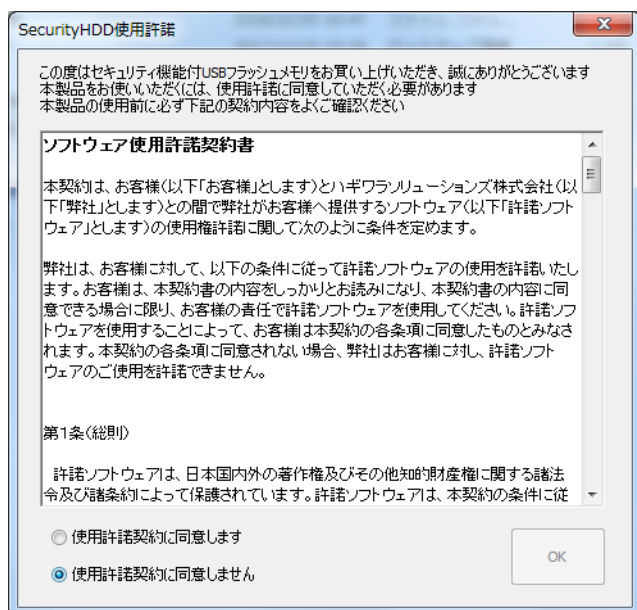 SecurityHDD使用許諾
この度はセキュリティ機能付USBフラッシュメモリをお買い上げいただき、誠にありがとうございます
本製品をお使いいただくには、使用許諾に同意していただく必要があります
本製品の使用前に必ず下記の契約内容をよくご確認ください
ソフトウェア使用許諾契約書
本契約は、お客様(以下「お客様」とします)とハギワラソリューションズ株式会社(以
下「弊社」とします)との間で弊社がお客様へ提供するソフトウェア(以下「許諾ソフト
ウェア」とします)の使用権許諾に関して次のように条件を定めます。
弊社は、お客様に対して、以下の条件に従って許諾ソフトウェアの使用を許諾いたし
ます。お客様は、本契約書の内容をしっかりとお読みになり、本契約書の内容に同
意できる場合に限り、お客様の責任で許諾ソフトウェアを使用してください。許諾ソフ
トウェアを使用することによって、お客様は本契約の各条項に同意したものとみなさ
れます。本契約の各条項に同意されない場合、弊社はお客様に対し、許諾ソフト
ウェアのご使用を許諾できません。
第1条(総則)
許諾ソフトウェアは、日本国内外の著作権及びその他知的財産権に関する諸法
令及び諸条約によって保護されています。許諾ソフトウェアは、本契約の条件に従
使用許諾契約に同意します
使用許諾契約に同意しません
OK